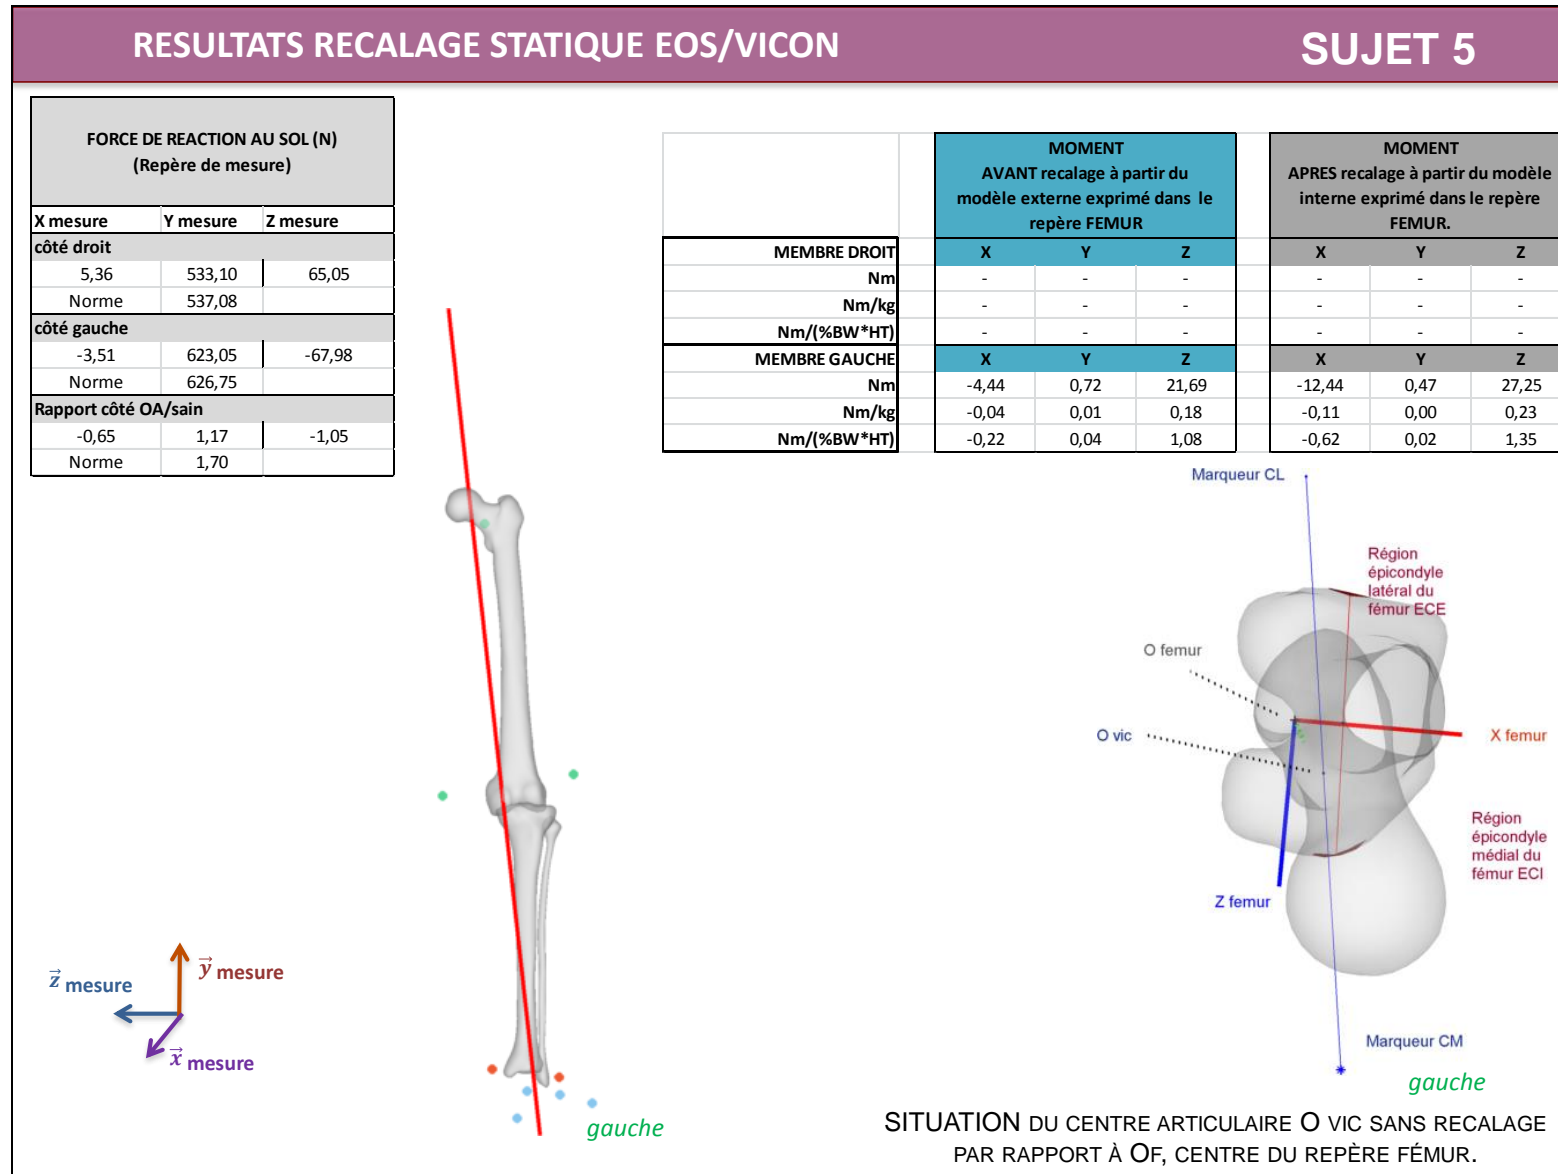 RESULTATS RECALAGE STATIQUE EOS/VICON
SUJET 5
FORCE DE REACTION AU SOL (N)
(Repère de mesure)
X mesure Y mesure Z mesure
côté droit
5,36 533,10 65,05
Norme 537,08
côté gauche
-3,51 623,05 -67,98
Norme 626,75
Rapport côté OA/sain
-0,65 1,17 -1,05
Norme 1,70
MOMENT
AVANT recalage à partir du
modèle externe exprimé dans le
repère FEMUR
MOMENT
APRES recalage à partir du modèle
interne exprimé dans le repère
FEMUR.
MEMBRE DROIT X Y Z X Y Z
Nm - - - - - -
Nm/kg - - - - - -
Nm/(%BW*HT) - - - - - -
MEMBRE GAUCHE X Y Z X Y Z
Nm -4,44 0,72 21,69 -12,44 0,47 27,25
Nm/kg -0,04 0,01 0,18 -0,11 0,00 0,23
Nm/(%BW*HT) -0,22 0,04 1,08 -0,62 0,02 1,35
Marqueur CL
Région
épicondyle
latéral du
fémur ECE
O femur
O vic
X femur
Région
épicondyle
médial du
fémur ECI
Z femur
Marqueur CM
gauche
y mesure
z mesure
x mesure
gauche
SITUATION DU CENTRE ARTICULAIRE O VIC SANS RECALAGE
PAR RAPPORT À OF, CENTRE DU REPÈRE FÉMUR.